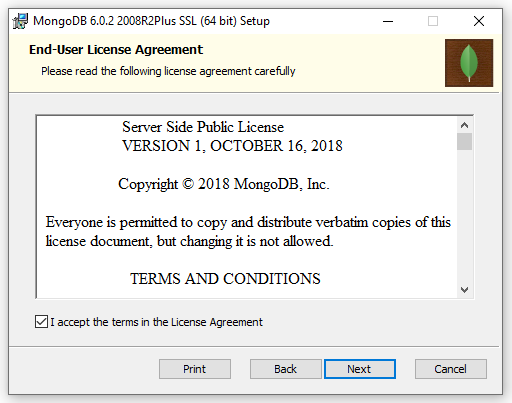 MongoDB 6.0.2 2008R2Plus SSL (64 bit) Setup
End-User License Agreement
Please read the following license agreement carefully
Server Side Public License
VERSION 1, OCTOBER 16, 2018
Copyright © 2018 MongoDB, Inc.
Everyone is permitted to copy and distribute verbatim copies of this
license document, but changing it is not allowed.
TERMS AND CONDITIONS
I accept the terms in the License Agreement
Print
Back
Next
Cancel